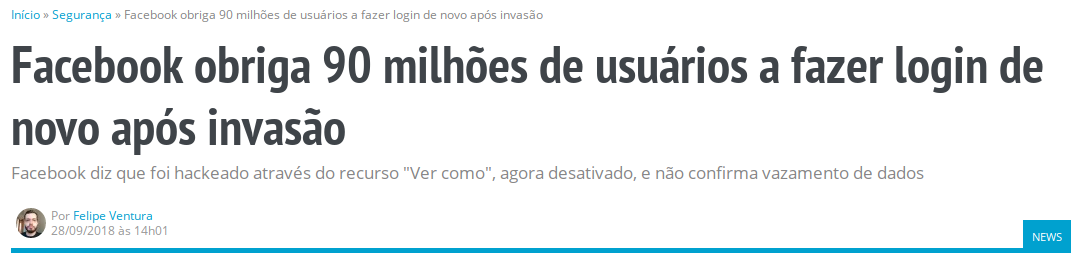 Início » Segurança » Facebook obriga 90 milhões de usuários a fazer login de novo após invasão
Facebook obriga 90 milhões de usuários a fazer login de
novo após invasão
Facebook diz que foi hackeado através do recurso "Ver como", agora desativado, e não confirma vazamento de dados
Por Felipe Ventura
28/09/2018 às 14h01
NEWS